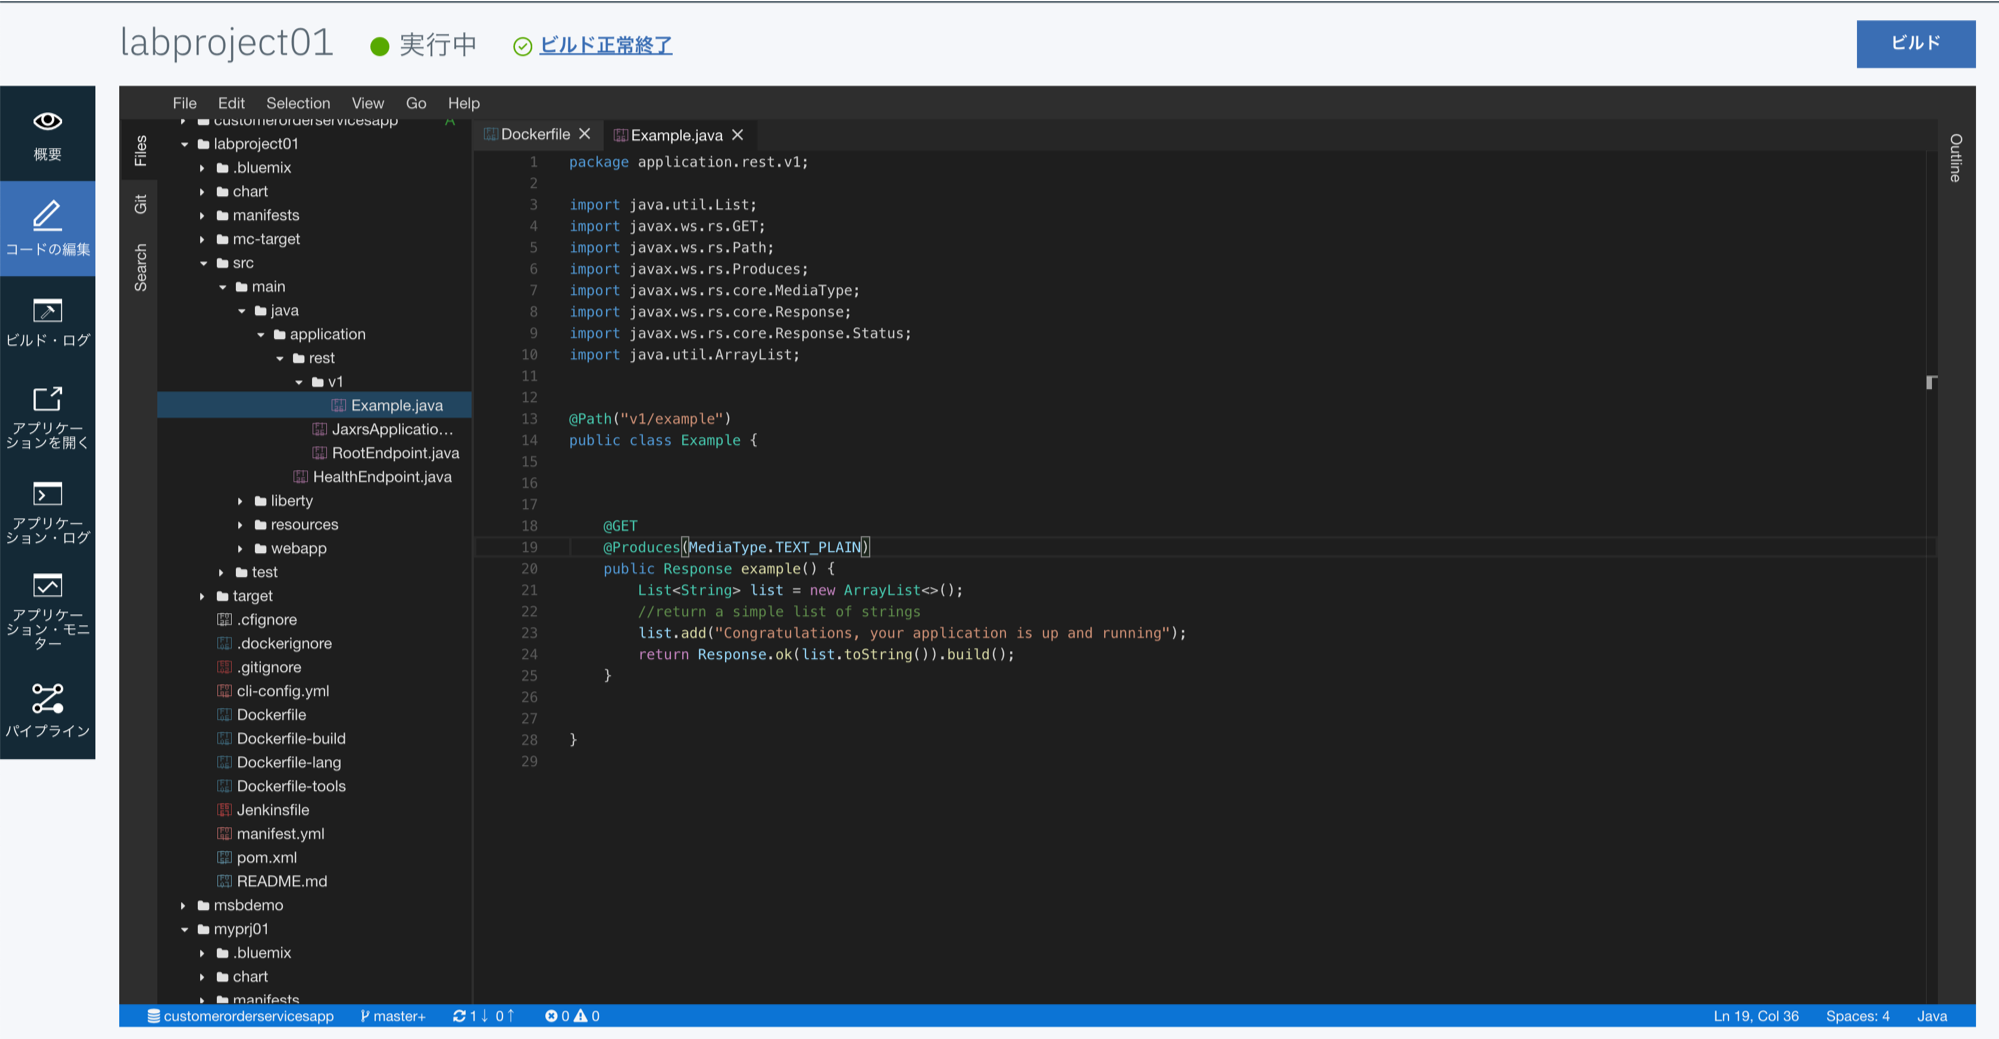 labproject01
実行中
ビルド正常終了
ビルド
概要
コードの編集
ビルド・ログ
アプリケー
ションを開く
アプリケー
ション・ログ
アプリケー
ション・モニ
ター
パイプライン
File Edit Selection View Go Help
Files
Git
Search
customerorderservicesapp A
labproject01
.bluemix
chart
manifests
mc-target
src
main
java
application
rest
v1
Example.java
JaxrsApplicatio...
RootEndpoint.java
HealthEndpoint.java
liberty
resources
webapp
test
target
.cfignore
.dockerignore
.gitignore
cli-config.yml
Dockerfile
Dockerfile-build
Dockerfile-lang
Dockerfile-tools
Jenkinsfile
manifest.yml
pom.xml
README.md
msbdemo
myprj01
.bluemix
chart
manifests
Dockerfile
Example.java
1 package application.rest.v1;
2
3 import java.util.List;
4 import javax.ws.rs.GET;
5 import javax.ws.rs.Path;
6 import javax.ws.rs.Produces;
7 import javax.ws.rs.core.MediaType;
8 import javax.ws.rs.core.Response;
9 import javax.ws.rs.core.Response.Status;
10 import java.util.ArrayList;
11
12
13 @Path("v1/example")
14 public class Example {
15
16
17
18 @GET
19 @Produces(MediaType.TEXT_PLAIN)
20 public Response example() {
21 List<String> list = new ArrayList<>();
22 //return a simple list of strings
23 list.add("Congratulations, your application is up and running");
24 return Response.ok(list.toString()).build();
25 }
26
27
28 }
29
Outline
customerorderservicesapp master+ 1↓ 0↑ 0 0
Ln 19, Col 36 Spaces: 4 Java